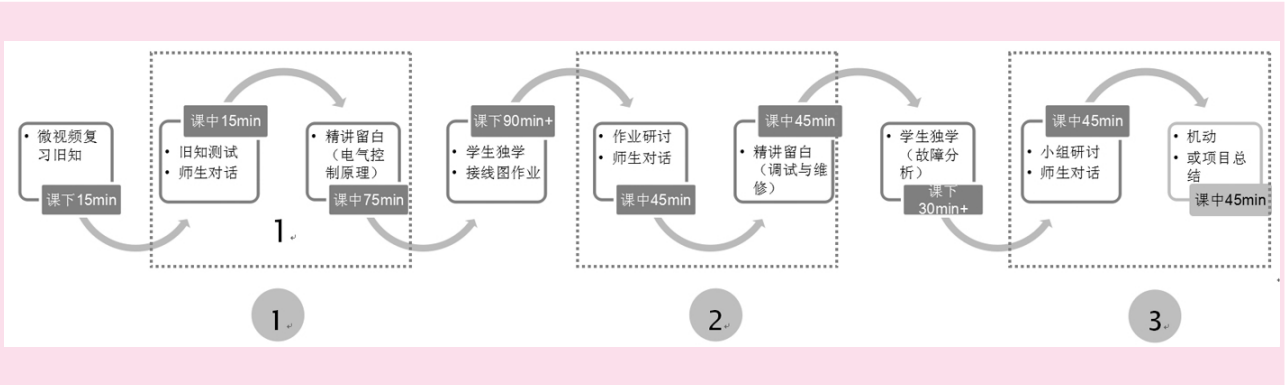 • 微视频复
习旧知
课下15min
课中15min
• 旧知测试
• 师生对话
• 精讲留白
（电气控
制原理）
课中75min
1
课下90min+
• 学生独学
• 接线图作业
• 作业研讨
• 师生对话
课中45min
课中45min
• 精讲留白
（调试与维
修）
• 学生独学
（故障分
析）
课下
30min+
课中45min
• 小组研讨
• 师生对话
• 机动
• 或项目总
结
课中45min
1
2
3